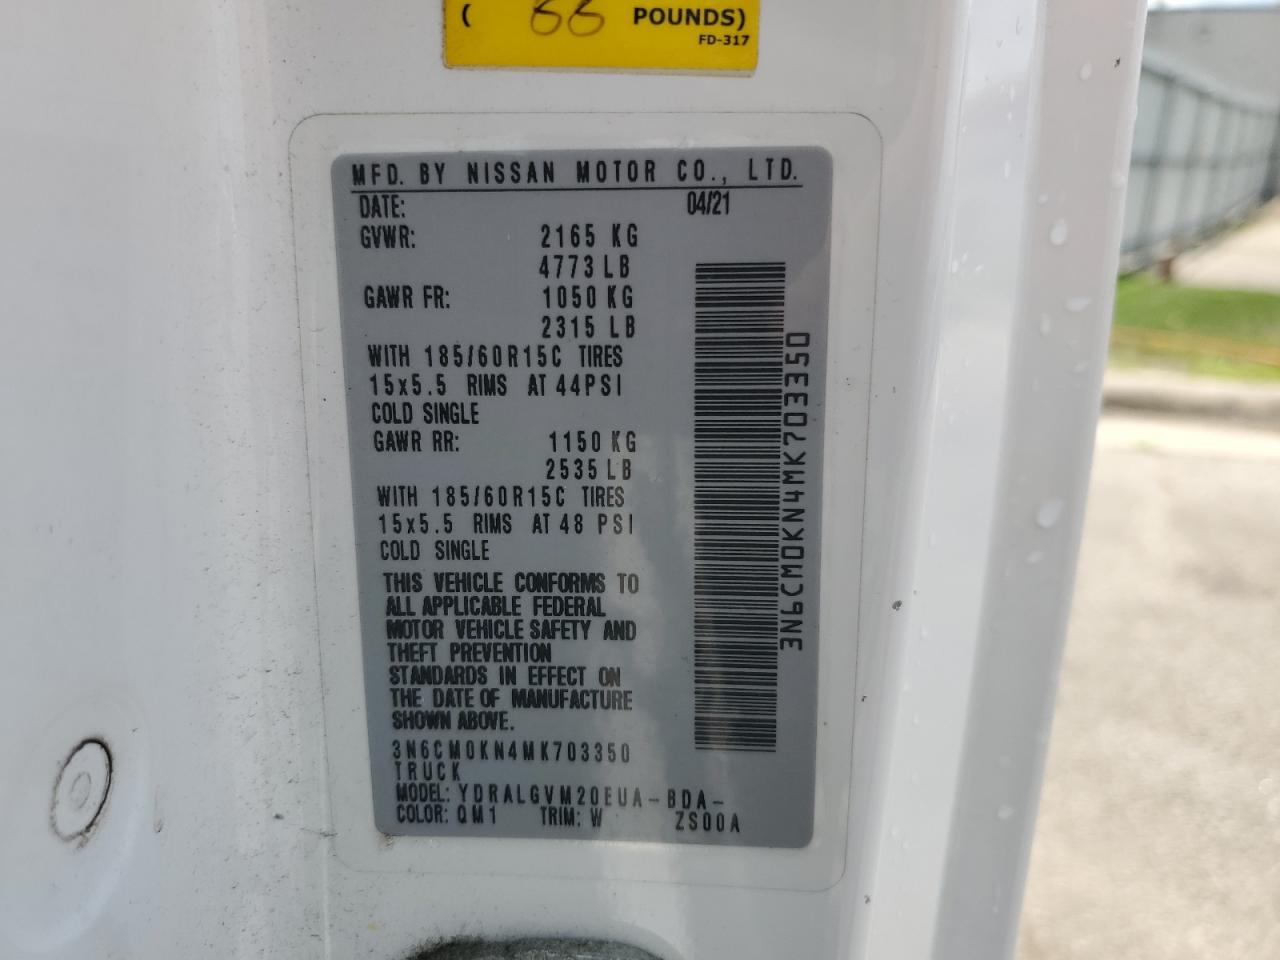 ( 66 POUNDS)
FD-317
MFD. BY NISSAN MOTOR CO., LTD.
DATE: 04/21
GVWR: 2165 KG
4773 LB
GAWR FR: 1050 KG
2315 LB
WITH 185/60R15C TIRES
15x5.5 RIMS AT 44PSI
COLD SINGLE
GAWR RR: 1150 KG
2535 LB
WITH 185/60R15C TIRES
15x5.5 RIMS AT 48 PSI
COLD SINGLE
THIS VEHICLE CONFORMS TO
ALL APPLICABLE FEDERAL
MOTOR VEHICLE SAFETY AND
THEFT PREVENTION
STANDARDS IN EFFECT ON
THE DATE OF MANUFACTURE
SHOWN ABOVE.
3N6CM0KN4MK703350
TRUCK
MODEL: YDRALGVM20EUA-BDA-
COLOR: QM1 TRIM: W ZS00A
3N6CM0KN4MK703350